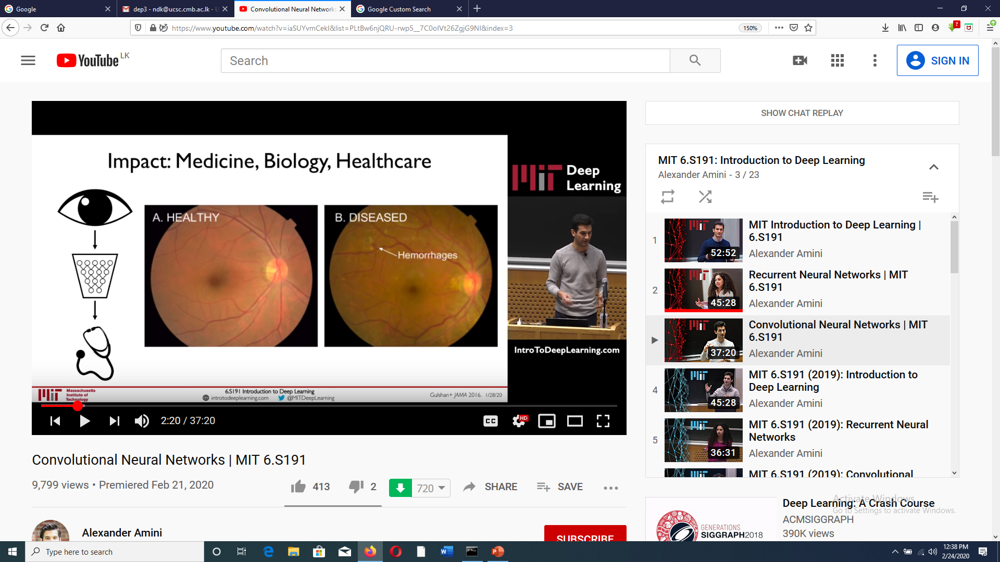 Google
dep3 - ndk@ucsc.cmb.ac.lk - U
Convolutional Neural Networks
Google Custom Search
https://www.youtube.com/watch?v=iaSUYvmCekI&list=PLtBw6njQRU-rwp5__7C0oIVt26ZgjG9NI&index=3
150%
YouTube LK
Search
SIGN IN
Impact: Medicine, Biology, Healthcare
A. HEALTHY
B. DISEASED
Hemorrhages
Massachusetts
Institute of
Technology
6.S191 Introduction to Deep Learning
introtodeeplearning.com @MITDeepLearning
Gulshan+ JAMA 2016. 1/28/20
MIT Deep
Learning
IntroToDeepLearning.com
2:20 / 37:20
CC
HD
Convolutional Neural Networks | MIT 6.S191
9,799 views • Premiered Feb 21, 2020
413
2
720
SHARE
SAVE
Alexander Amini
SUBSCRIBE
SHOW CHAT REPLAY
MIT 6.S191: Introduction to Deep Learning
Alexander Amini - 3 / 23
1
52:52
MIT Introduction to Deep Learning |
6.S191
Alexander Amini
2
45:28
Recurrent Neural Networks | MIT
6.S191
Alexander Amini
37:20
Convolutional Neural Networks | MIT
6.S191
Alexander Amini
4
45:28
MIT 6.S191 (2019): Introduction to
Deep Learning
Alexander Amini
5
36:31
MIT 6.S191 (2019): Recurrent Neural
Networks
Alexander Amini
MIT 6.S191 (2019): Convolutional
GENERATIONS
SIGGRAPH2018
Deep Learning: A Crash Course
ACMSIGGRAPH
390K views
Activate Windows
Go to Settings to activate Windows.
Type here to search
12:38 PM
2/24/2020